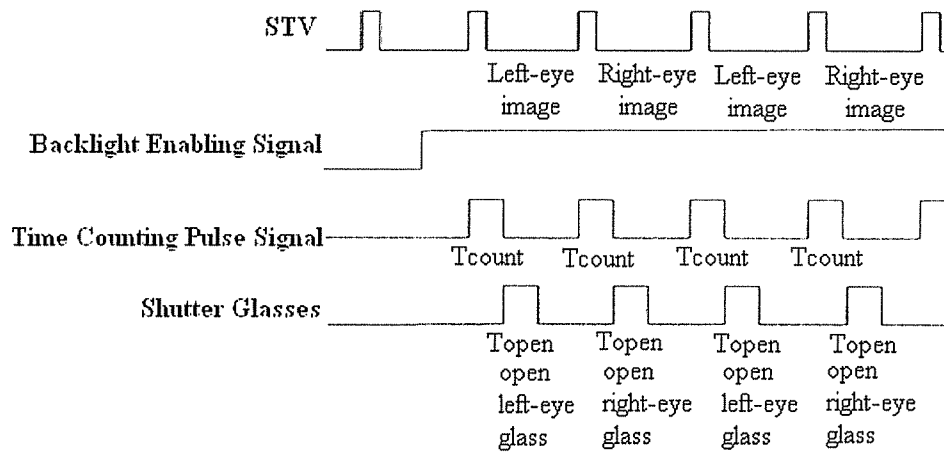 STV
Left-eye Right-eye Left-eye Right-eye
image image image image
Backlight Enabling Signal
Time Counting Pulse Signal
Tcount Tcount Tcount Tcount
Shutter Glasses
Topen Topen Topen Topen
open open open open
left-eye right-eye left-eye right-eye
glass glass glass glass